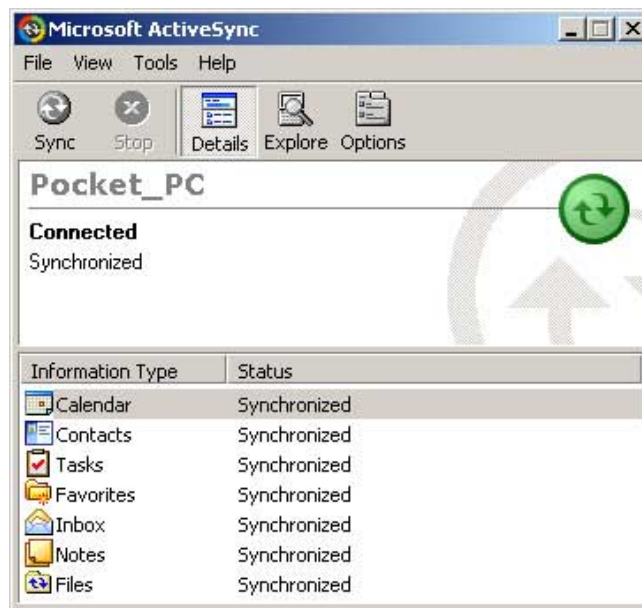 Microsoft ActiveSync
File View Tools Help
Sync Stop Details Explore Options
Pocket_PC
Connected
Synchronized
Information Type Status
Calendar Synchronized
Contacts Synchronized
Tasks Synchronized
Favorites Synchronized
Inbox Synchronized
Notes Synchronized
Files Synchronized